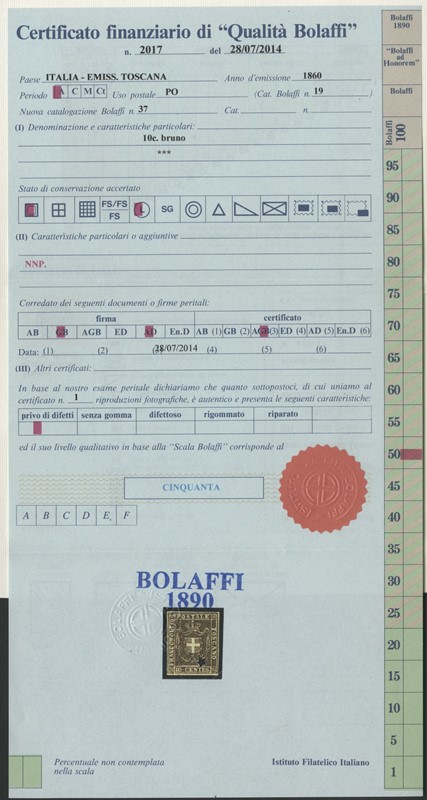 Certificato finanziario di “Qualità Bolaffi”
n. 2017 del 28/07/2014
Paese ITALIA - EMISS. TOSCANA Anno d'emissione 1860
Periodo A C M Ct Uso postale PO (Cat. Bolaffi n. 19 )
Nuova catalogazione Bolaffi n. 37 Cat. n.
(I) Denominazione e caratteristiche particolari:
10c. bruno
***
Stato di conservazione accertato
FS/FS
FS
SG
(II) Caratteristiche particolari o aggiuntive
NNP.
Corredato dei seguenti documenti o firme peritali:
firma certificato
AB GB AGB ED AD En.D AB (1) GB (2) AGB (3) ED (4) AD (5) En.D (6)
Data: (1) (2) 28/07/2014 (4) (5) (6)
(III) Altri certificati:
In base al nostro esame peritale dichiariamo che quanto sottopostoci, di cui uniamo al
certificato n. 1 riproduzioni fotografiche, è autentico e presenta le seguenti caratteristiche:
privo di difetti senza gomma difettoso rigommato riparato
ed il suo livello qualitativo in base alla “Scala Bolaffi” corrisponde al
CINQUANTA
A B C D E F
BOLAFFI
1890
POSTALE
FRANCOBOLLO
TOSCANO
10 CENTES
Percentuale non contemplata
nella scala
Istituto Filatelico Italiano
Bolaffi
1890
“Bolaffi
ad
Honorem”
Bolaffi
Bolaffi
100
95
90
85
80
75
70
65
60
55
50
45
40
35
30
25
20
15
10
5
1